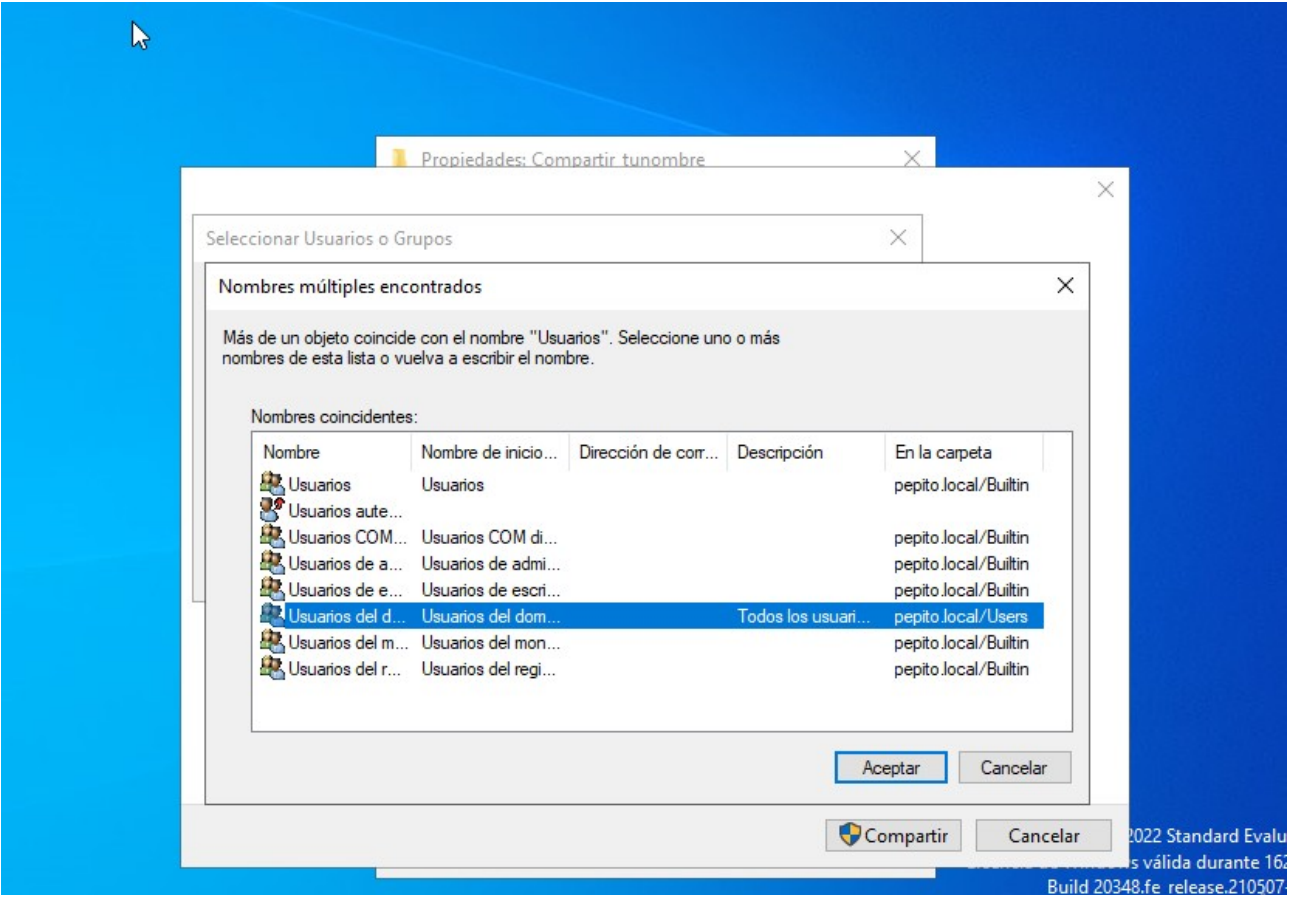 Propiedades: Compartir tunombre
Seleccionar Usuarios o Grupos
Nombres múltiples encontrados
Más de un objeto coincide con el nombre "Usuarios". Seleccione uno o más
nombres de esta lista o vuelva a escribir el nombre.
Nombres coincidentes:
Nombre Nombre de inicio... Dirección de corr... Descripción En la carpeta
Usuarios Usuarios pepito.local/Builtin
Usuarios aute...
Usuarios COM... Usuarios COM di... pepito.local/Builtin
Usuarios de a... Usuarios de admi... pepito.local/Builtin
Usuarios de e... Usuarios de escri... pepito.local/Builtin
Usuarios del d... Usuarios del dom... Todos los usuari... pepito.local/Users
Usuarios del m... Usuarios del mon... pepito.local/Builtin
Usuarios del r... Usuarios del regi... pepito.local/Builtin
Aceptar Cancelar
Compartir Cancelar
2022 Standard Evalu
válida durante 162
Build 20348.fe_release.210507-